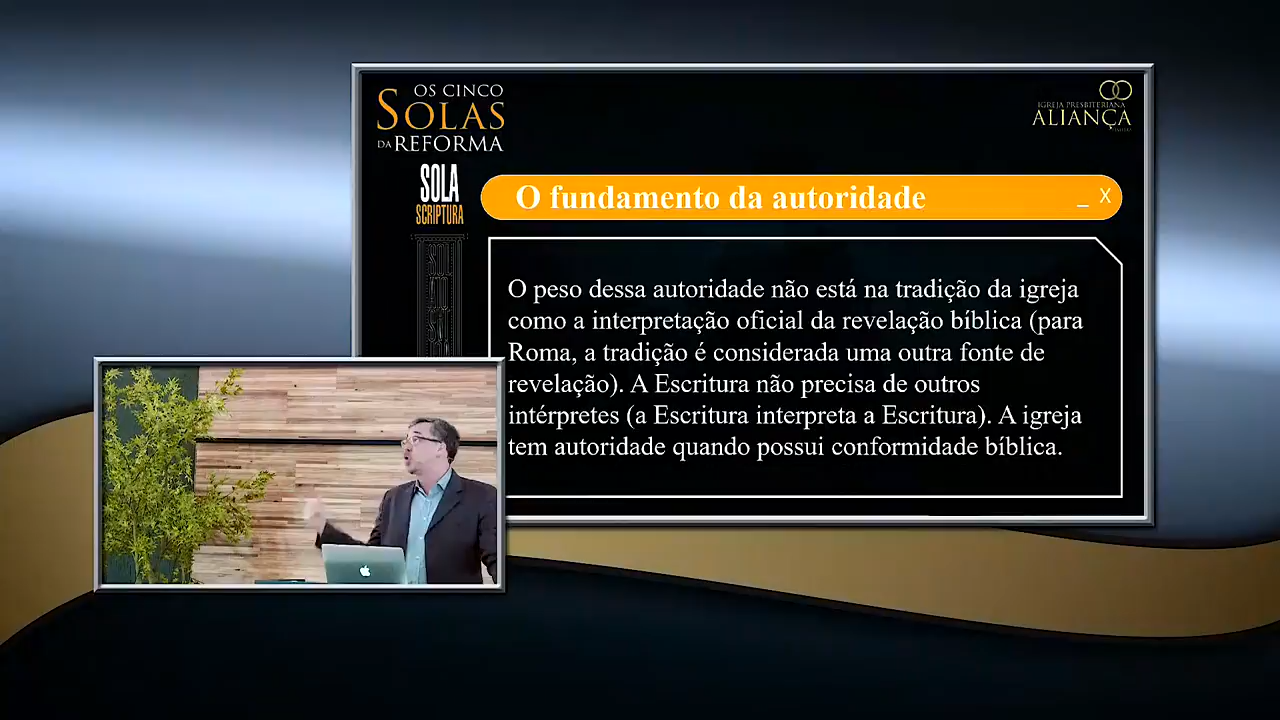 OS CINCO
SOLAS
DA REFORMA
IGREJA PRESBITERIANA
ALIANÇA
SOLA
SCRIPTURA
O fundamento da autoridade
_ X
O peso dessa autoridade não está na tradição da igreja
como a interpretação oficial da revelação bíblica (para
Roma, a tradição é considerada uma outra fonte de
revelação). A Escritura não precisa de outros
intérpretes (a Escritura interpreta a Escritura). A igreja
tem autoridade quando possui conformidade bíblica.